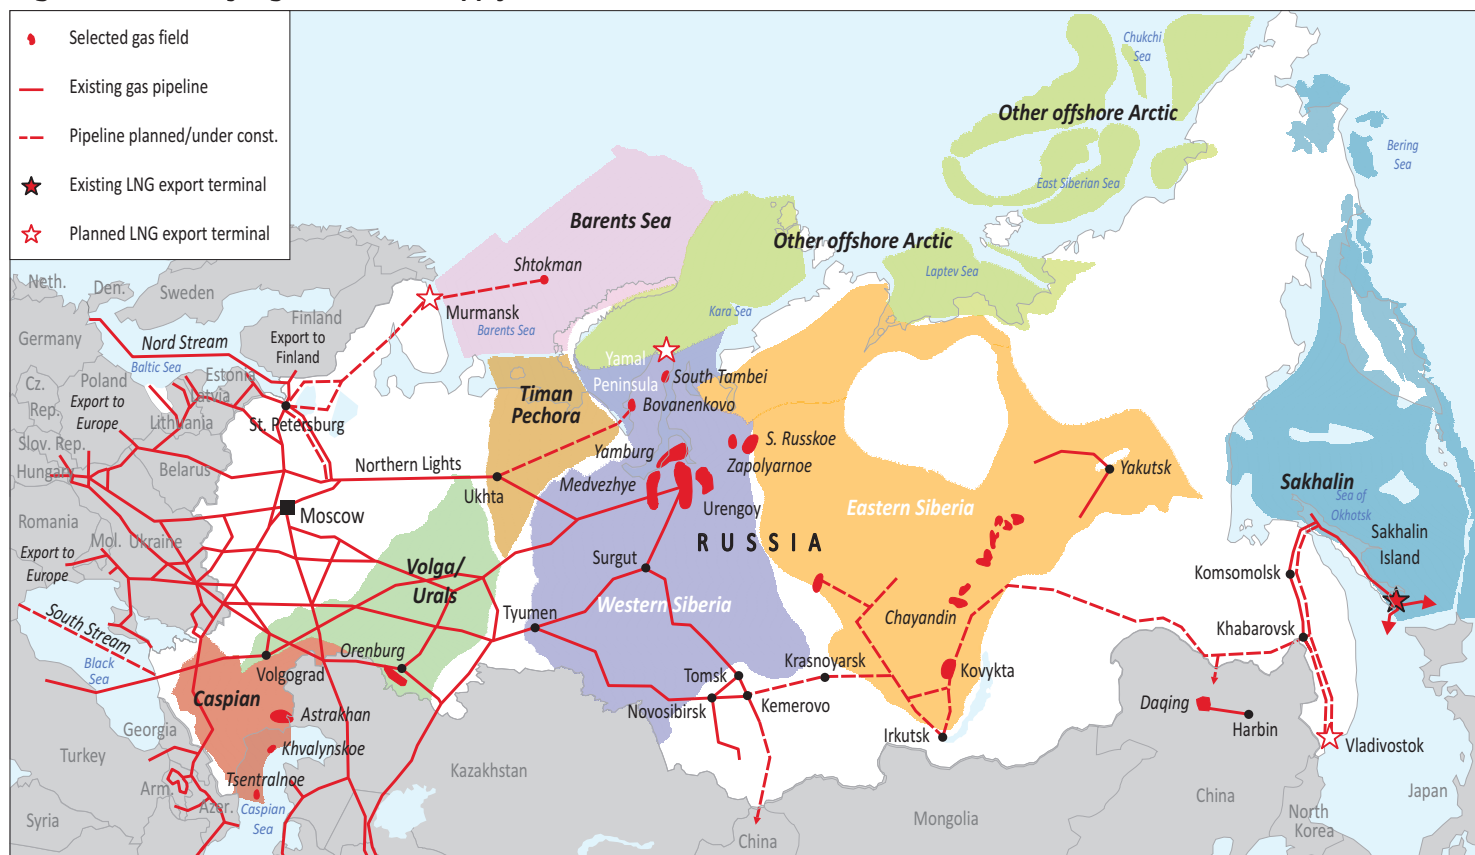 Selected gas field
Existing gas pipeline
Pipeline planned/under const.
Existing LNG export terminal
Planned LNG export terminal
Chukchi
Sea
Other offshore Arctic
Bering
Sea
East Siberian Sea
Barents Sea
Other offshore Arctic
Shtokman
Laptev Sea
Neth.
Den.
Sweden
Murmansk
Kara Sea
Finland
Barents Sea
Germany
Nord Stream
Export to
Finland
Baltic Sea
Yamal
Peninsula
Estonia
Cz.
Rep.
Poland
Latvia
South Tambei
Export to
Europe
Timan
Pechora
Bovanenkovo
Lithuania
St. Petersburg
Slov. Rep.
S. Russkoe
Yamburg
Zapolyarnoe
Hungary
Belarus
Northern Lights
Yakutsk
Ukhta
Medvezhye
Sakhalin
Sea of
Okhotsk
Urengoy
Eastern Siberia
Moscow
Romania
Mol.
Ukraine
Sakhalin
Island
RUSSIA
Export to
Europe
Surgut
Volga/
Urals
Komsomolsk
Western Siberia
Tyumen
Chayandin
South Stream
Khabarovsk
Orenburg
Black
Sea
Volgograd
Krasnoyarsk
Kovykta
Tomsk
Caspian
Novosibirsk
Kemerovo
Daqing
Astrakhan
Harbin
Georgia
Irkutsk
Vladivostok
Khvalynskoe
Turkey
Kazakhstan
Tsentralnoe
Arm.
Azer.
Caspian
Sea
China
Japan
Syria
Mongolia
North
Korea
China